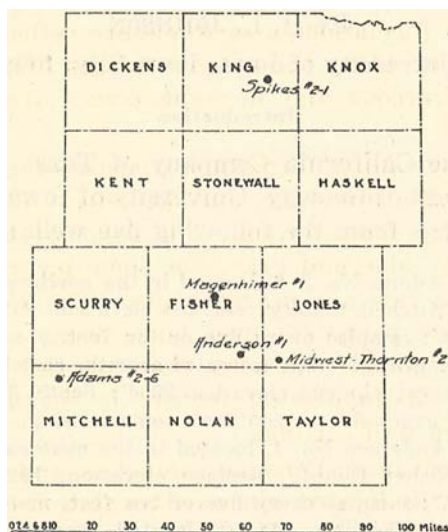 DICKENS KING KNOX
Spikes #2-1
KENT STONEWALL HASKELL
Magenhimer #1
SCURRY FISHER JONES
Anderson #1
Midwest-Thornton #2
Adams #2-6
MITCHELL NOLAN TAYLOR
0 2 4 6 8 10 20 30 40 50 60 70 80 90 100 Miles